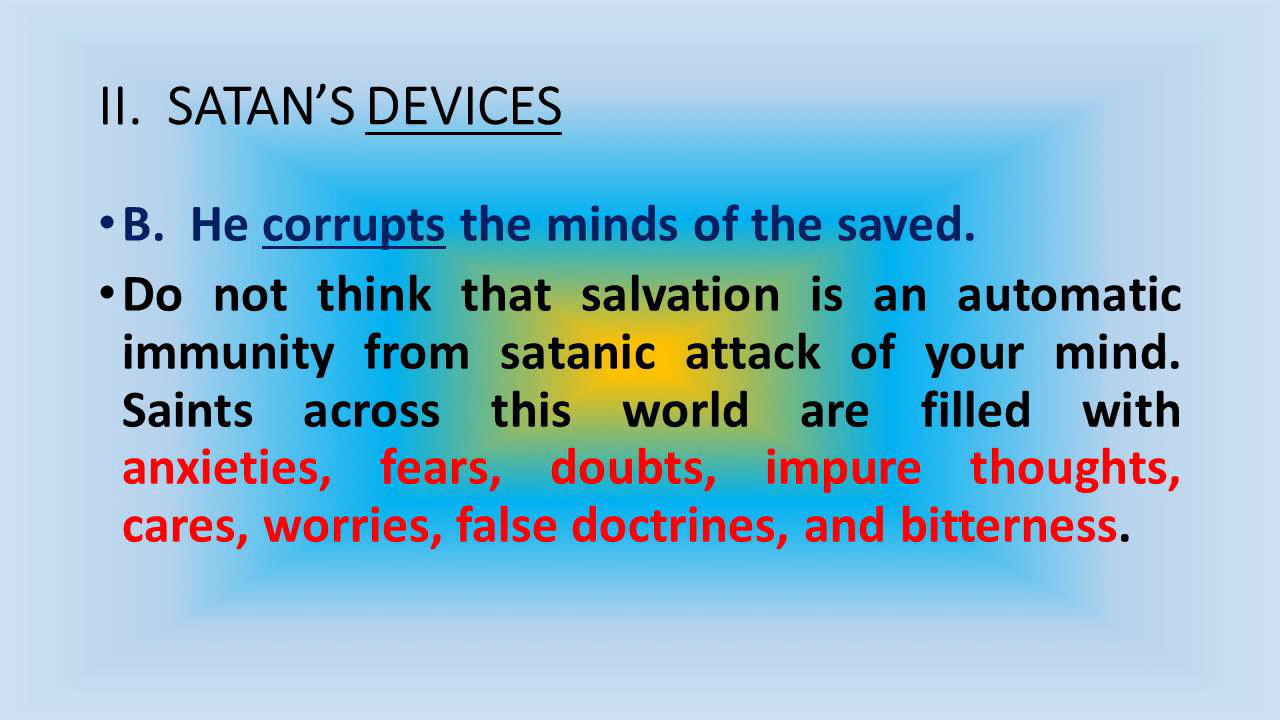 II. SATAN’S DEVICES
• B. He corrupts the minds of the saved.
• Do not think that salvation is an automatic
immunity from satanic attack of your mind.
Saints across this world are filled with
anxieties, fears, doubts, impure thoughts,
cares, worries, false doctrines, and bitterness.